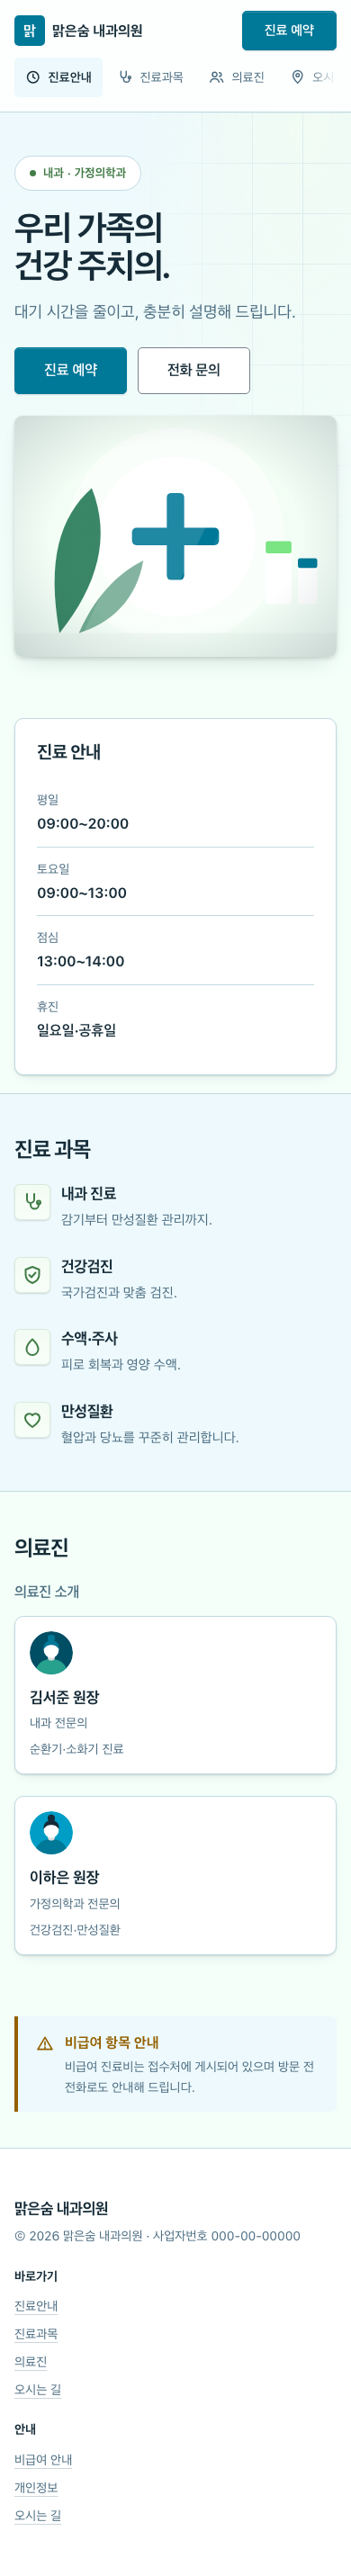 맑 맑은숨 내과의원
진료 예약
진료안내 진료과목 의료진 오시
내과 · 가정의학과
우리 가족의
건강 주치의.
대기 시간을 줄이고, 충분히 설명해 드립니다.
진료 예약 전화 문의
진료 안내
평일
09:00~20:00
토요일
09:00~13:00
점심
13:00~14:00
휴진
일요일·공휴일
진료 과목
내과 진료
감기부터 만성질환 관리까지.
건강검진
국가검진과 맞춤 검진.
수액·주사
피로 회복과 영양 수액.
만성질환
혈압과 당뇨를 꾸준히 관리합니다.
의료진
의료진 소개
김서준 원장
내과 전문의
순환기·소화기 진료
이하은 원장
가정의학과 전문의
건강검진·만성질환
비급여 항목 안내
비급여 진료비는 접수처에 게시되어 있으며 방문 전
전화로도 안내해 드립니다.
맑은숨 내과의원
© 2026 맑은숨 내과의원 · 사업자번호 000-00-00000
바로가기
진료안내
진료과목
의료진
오시는 길
안내
비급여 안내
개인정보
오시는 길